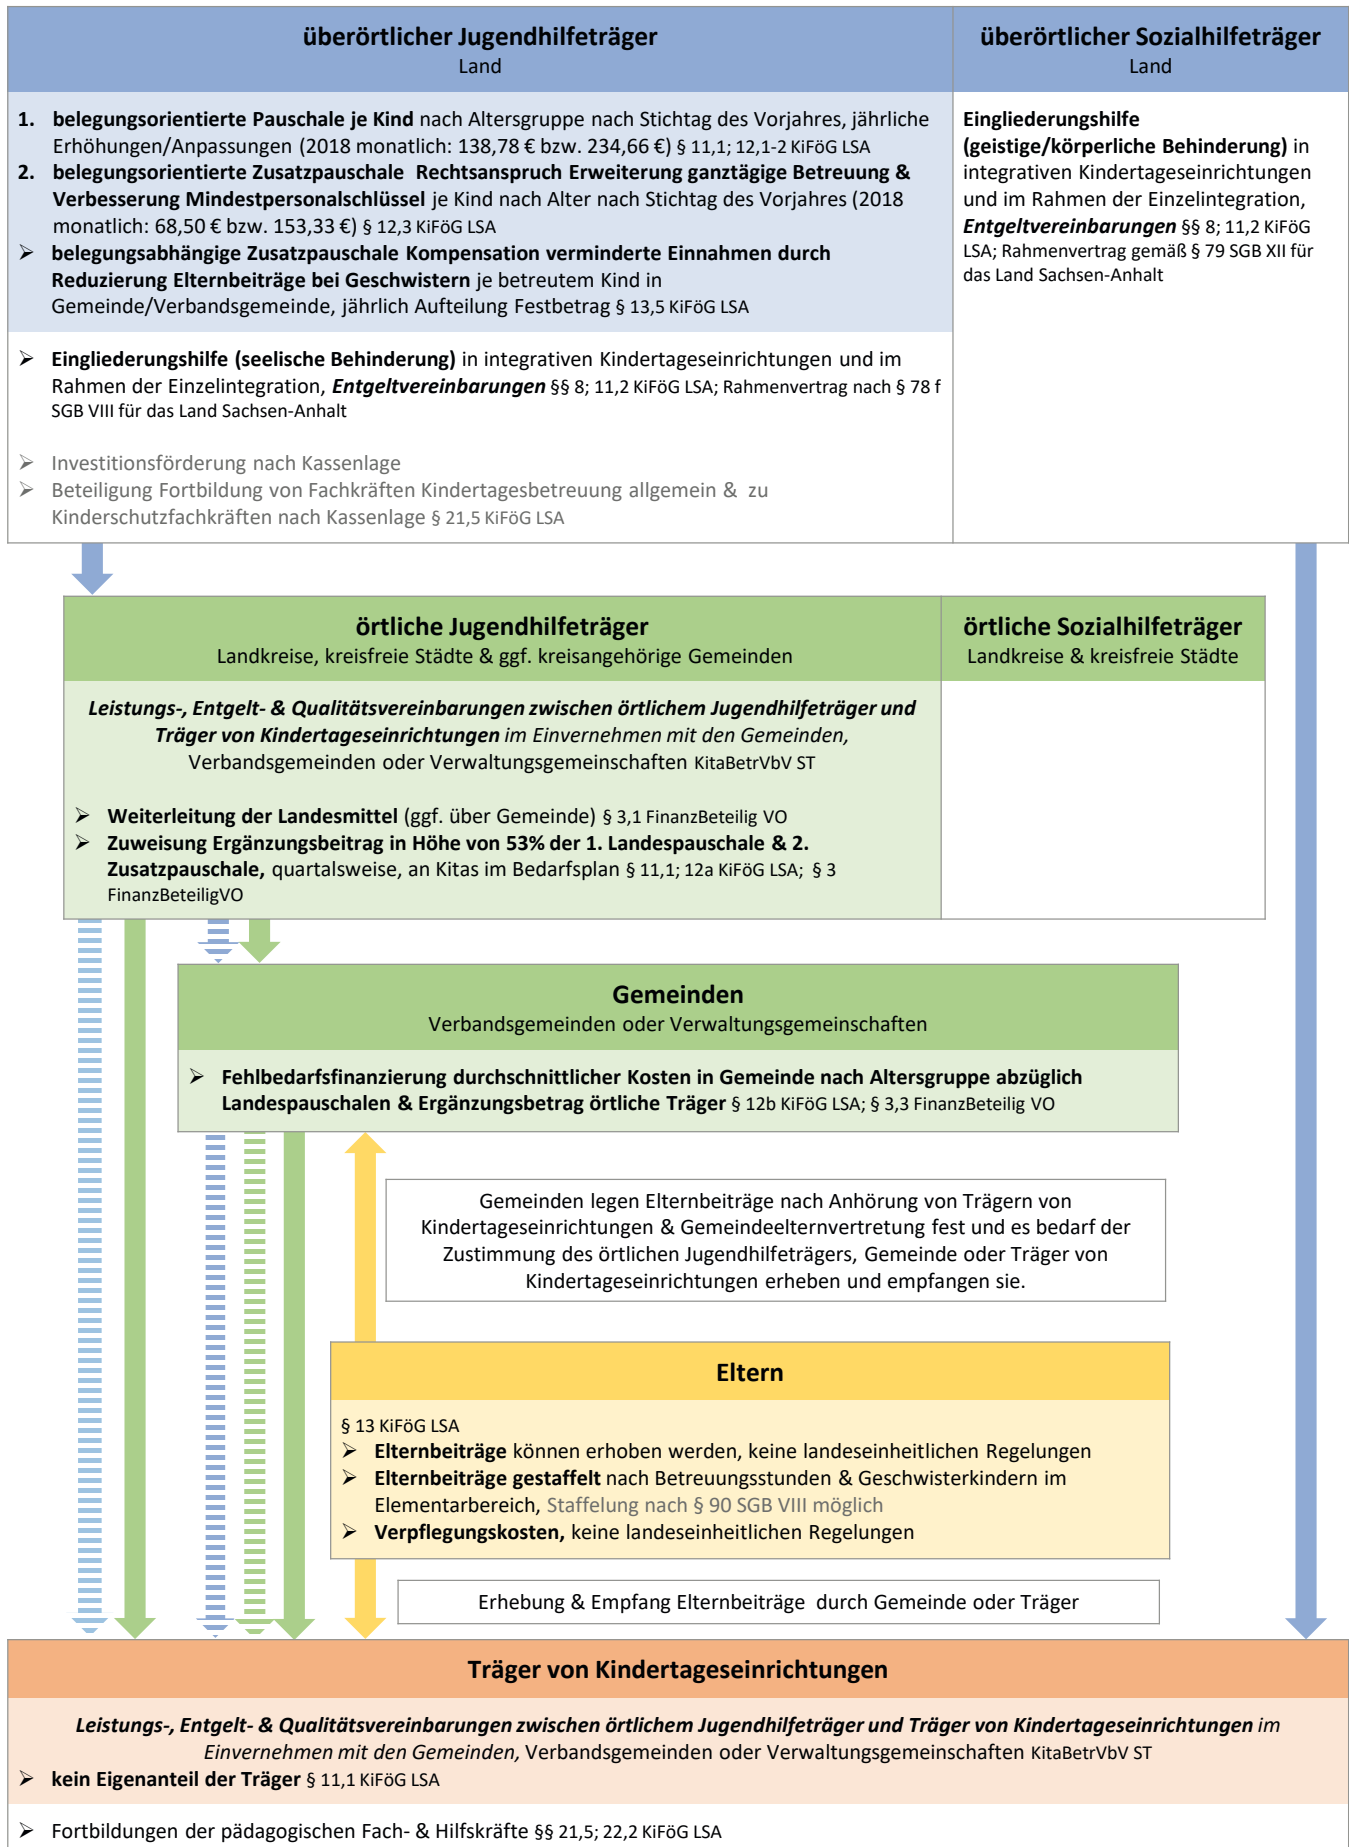 überörtlicher Jugendhilfeträger
Land
1. belegungsorientierte Pauschale je Kind nach Altersgruppe nach Stichtag des Vorjahres, jährliche
Erhöhungen/Anpassungen (2018 monatlich: 138,78 € bzw. 234,66 €) § 11,1; 12,1-2 KiFöG LSA
2. belegungsorientierte Zusatzpauschale Rechtsanspruch Erweiterung ganztägige Betreuung &
Verbesserung Mindestpersonalschlüssel je Kind nach Alter nach Stichtag des Vorjahres (2018
monatlich: 68,50 € bzw. 153,33 €) § 12,3 KiFöG LSA
➢ belegungsabhängige Zusatzpauschale Kompensation verminderte Einnahmen durch
Reduzierung Elternbeiträge bei Geschwistern je betreutem Kind in
Gemeinde/Verbandsgemeinde, jährlich Aufteilung Festbetrag § 13,5 KiFöG LSA
➢ Eingliederungshilfe (seelische Behinderung) in integrativen Kindertageseinrichtungen und im
Rahmen der Einzelintegration, Entgeltvereinbarungen §§ 8; 11,2 KiFöG LSA; Rahmenvertrag nach § 78 f
SGB VIII für das Land Sachsen-Anhalt
➢ Investitionsförderung nach Kassenlage
➢ Beteiligung Fortbildung von Fachkräften Kindertagesbetreuung allgemein & zu
Kinderschutzfachkräften nach Kassenlage § 21,5 KiFöG LSA
überörtlicher Sozialhilfeträger
Land
Eingliederungshilfe
(geistige/körperliche Behinderung) in
integrativen Kindertageseinrichtungen
und im Rahmen der Einzelintegration,
Entgeltvereinbarungen §§ 8; 11,2 KiFöG
LSA; Rahmenvertrag gemäß § 79 SGB XII für
das Land Sachsen-Anhalt
örtliche Jugendhilfeträger
Landkreise, kreisfreie Städte & ggf. kreisangehörige Gemeinden
Leistungs-, Entgelt- & Qualitätsvereinbarungen zwischen örtlichem Jugendhilfeträger und
Träger von Kindertageseinrichtungen im Einvernehmen mit den Gemeinden,
Verbandsgemeinden oder Verwaltungsgemeinschaften KitaBetrVbV ST
➢ Weiterleitung der Landesmittel (ggf. über Gemeinde) § 3,1 FinanzBeteilig VO
➢ Zuweisung Ergänzungsbeitrag in Höhe von 53% der 1. Landespauschale & 2.
Zusatzpauschale, quartalsweise, an Kitas im Bedarfsplan § 11,1; 12a KiFöG LSA; § 3
FinanzBeteiligVO
örtliche Sozialhilfeträger
Landkreise & kreisfreie Städte
Gemeinden
Verbandsgemeinden oder Verwaltungsgemeinschaften
➢ Fehlbedarfsfinanzierung durchschnittlicher Kosten in Gemeinde nach Altersgruppe abzüglich
Landespauschalen & Ergänzungsbetrag örtliche Träger § 12b KiFöG LSA; § 3,3 FinanzBeteilig VO
Gemeinden legen Elternbeiträge nach Anhörung von Trägern von
Kindertageseinrichtungen & Gemeindeelternvertretung fest und es bedarf der
Zustimmung des örtlichen Jugendhilfeträgers, Gemeinde oder Träger von
Kindertageseinrichtungen erheben und empfangen sie.
Eltern
§ 13 KiFöG LSA
➢ Elternbeiträge können erhoben werden, keine landeseinheitlichen Regelungen
➢ Elternbeiträge gestaffelt nach Betreuungsstunden & Geschwisterkindern im
Elementarbereich, Staffelung nach § 90 SGB VIII möglich
➢ Verpflegungskosten, keine landeseinheitlichen Regelungen
Erhebung & Empfang Elternbeiträge durch Gemeinde oder Träger
Träger von Kindertageseinrichtungen
Leistungs-, Entgelt- & Qualitätsvereinbarungen zwischen örtlichem Jugendhilfeträger und Träger von Kindertageseinrichtungen im
Einvernehmen mit den Gemeinden, Verbandsgemeinden oder Verwaltungsgemeinschaften KitaBetrVbV ST
➢ kein Eigenanteil der Träger § 11,1 KiFöG LSA
➢ Fortbildungen der pädagogischen Fach- & Hilfskräfte §§ 21,5; 22,2 KiFöG LSA